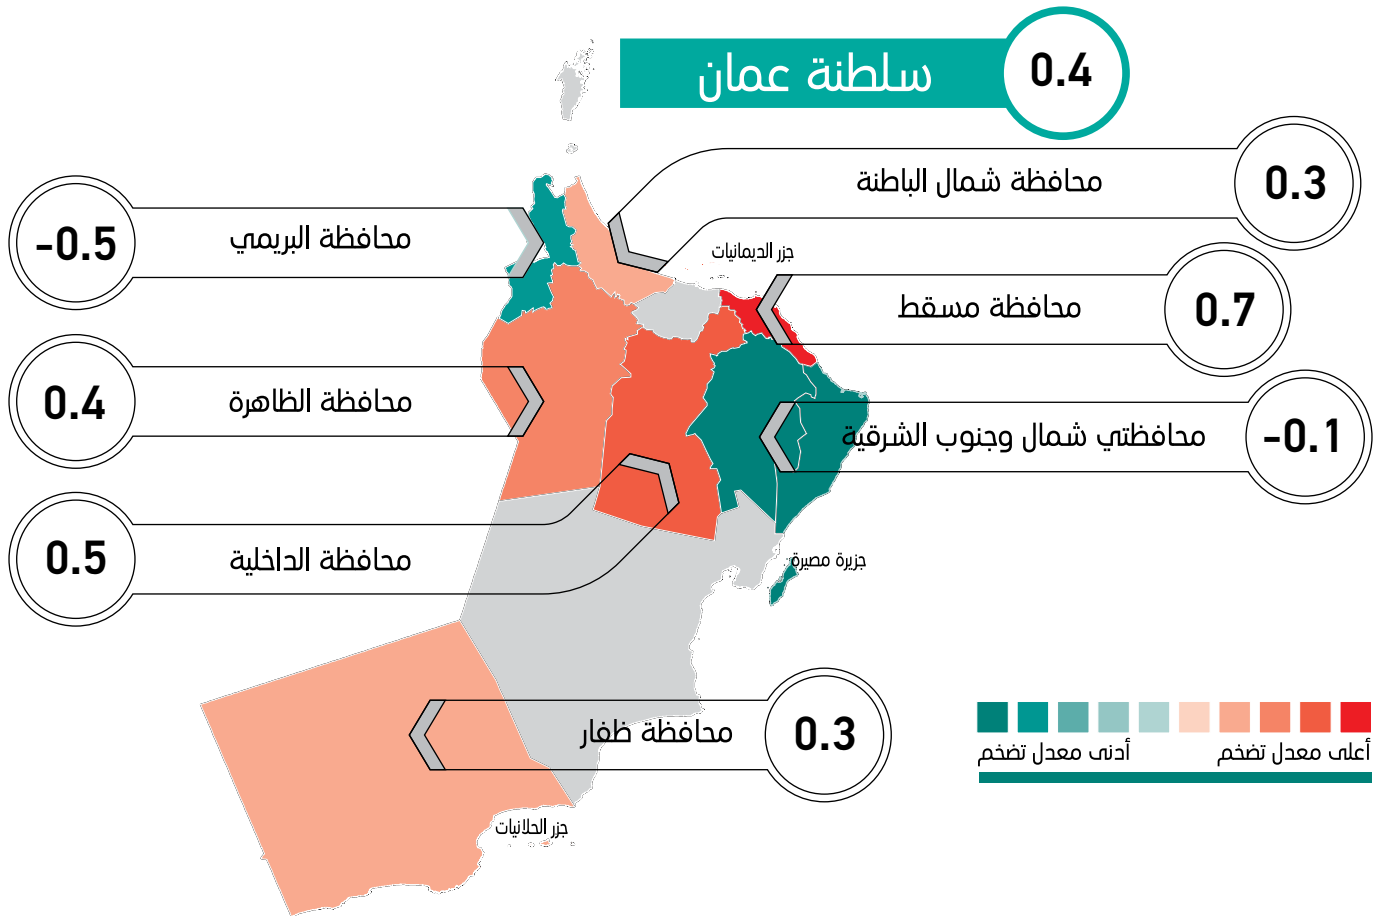 سلطنة عمان
0.4
محافظة شمال الباطنة
0.3
محافظة البريمي
-0.5
جزر الديمانيات
محافظة مسقط
0.7
محافظة الظاهرة
0.4
محافظتي شمال وجنوب الشرقية
-0.1
محافظة الداخلية
0.5
جزيرة مصيرة
محافظة ظفار
0.3
أعلى معدل تضخم
أدنى معدل تضخم
جزر الحلانيات